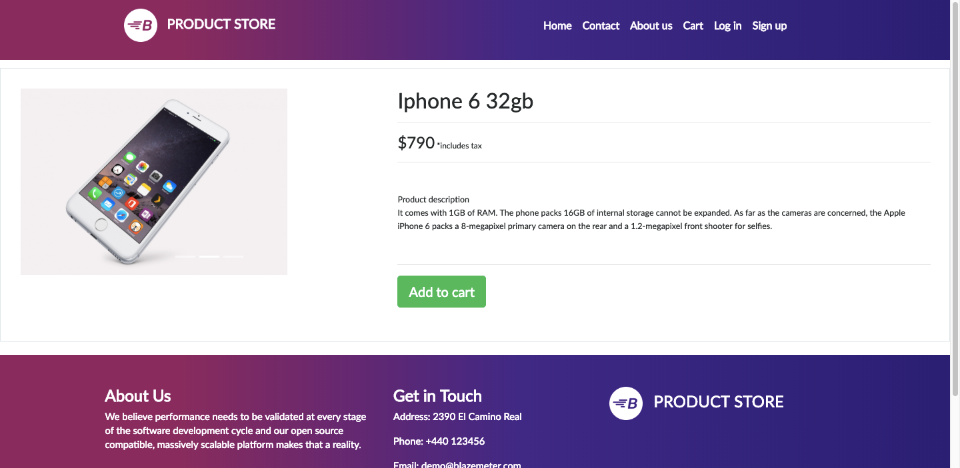 PRODUCT STORE
Home Contact About us Cart Log in Sign up
Iphone 6 32gb
$790 *includes tax
Product description
It comes with 1GB of RAM. The phone packs 16GB of internal storage cannot be expanded. As far as the cameras are concerned, the Apple
iPhone 6 packs a 8-megapixel primary camera on the rear and a 1.2-megapixel front shooter for selfies.
Add to cart
About Us
We believe performance needs to be validated at every stage
of the software development cycle and our open source
compatible, massively scalable platform makes that a reality.
Get in Touch
Address: 2390 El Camino Real
Phone: +440 123456
Email: demo@blazemeter.com
B PRODUCT STORE